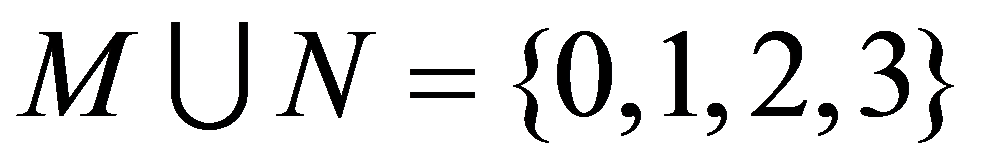 M ∪ N = {0,1,2,3}